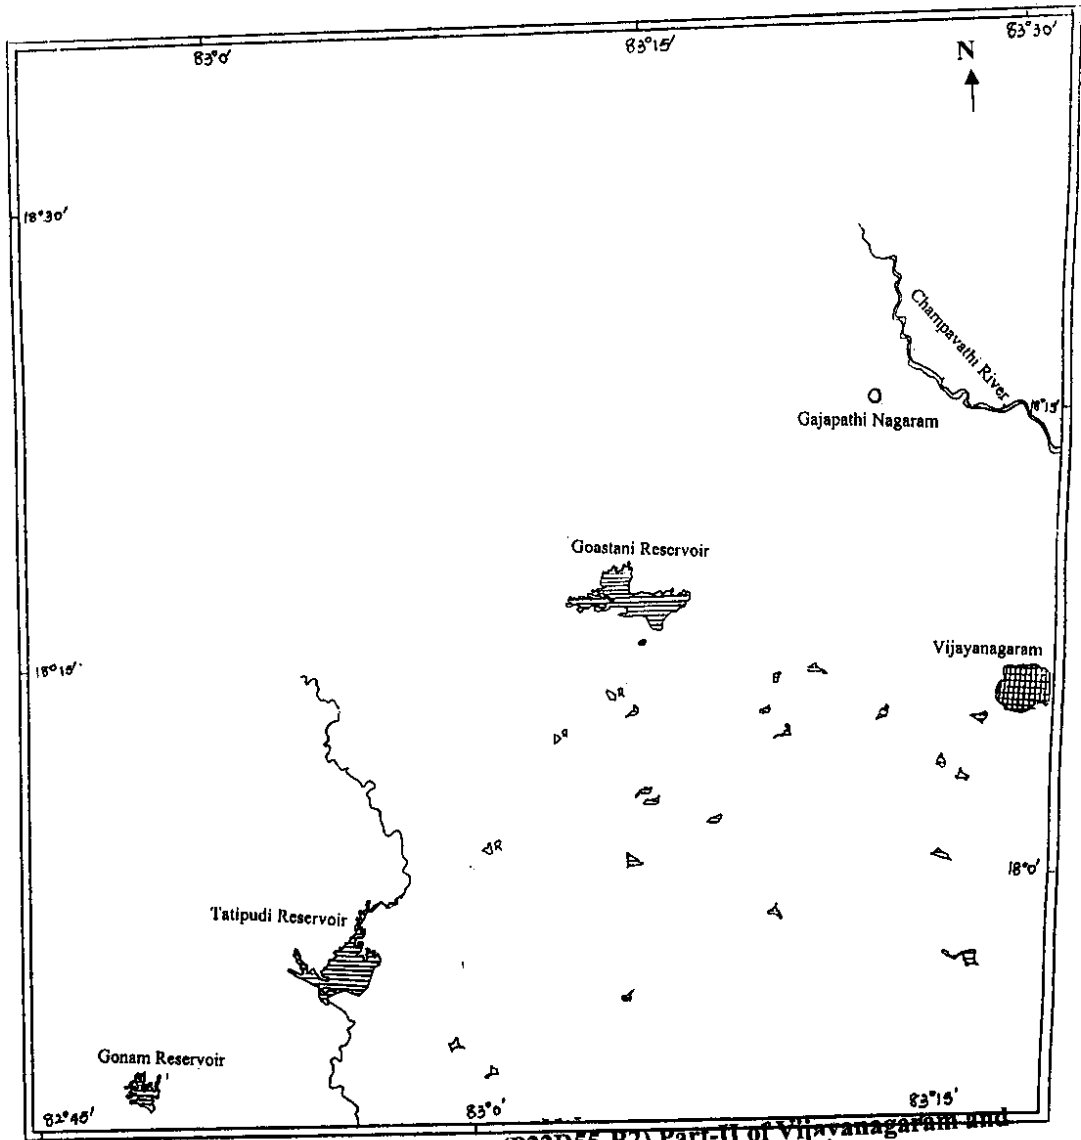 83°0′ 83°15′ 83°30′
N
18°30′
Champavathi River
18°15′
Gajapathi Nagaram
Goastani Reservoir
18°15′
Vijayanagaram
R
R
R
18°0′
Tatipudi Reservoir
Gonam Reservoir
82°45′ 83°0′ 83°15′
B2) Part-II of Vijayanagaram and